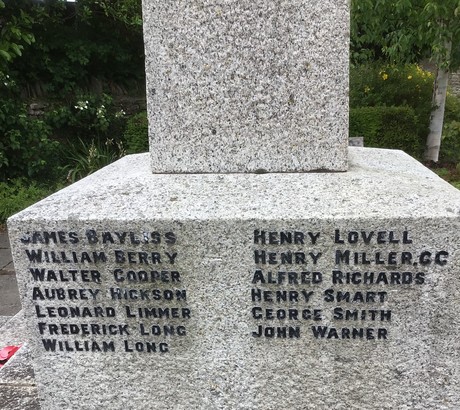 JAMES BAYLISS
WILLIAM BERRY
WALTER COOPER
AUBREY HICKSON
LEONARD LIMMER
FREDERICK LONG
WILLIAM LONG
HENRY LOVELL
HENRY MILLER.GC
ALFRED RICHARDS
HENRY SMART
GEORGE SMITH
JOHN WARNER